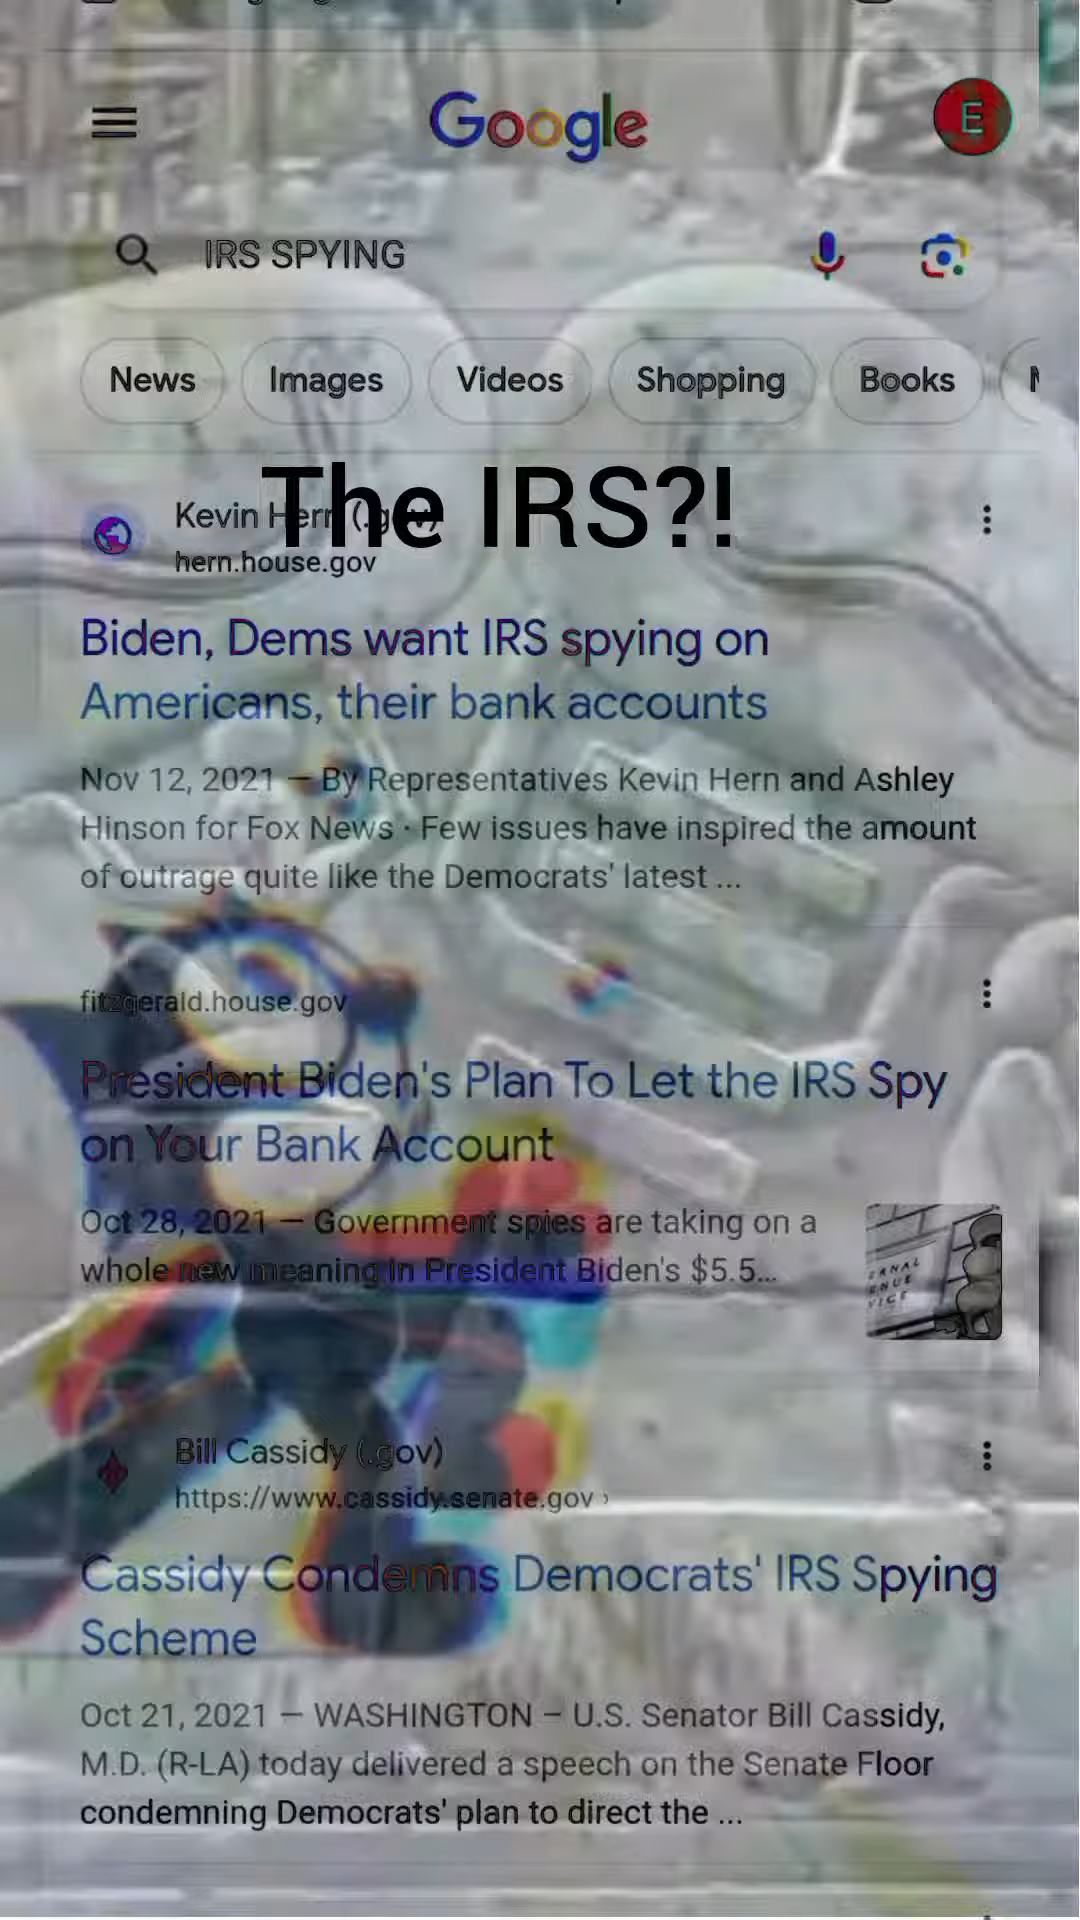 Google
E
IRS SPYING
News Images Videos Shopping Books
The IRS?!
Kevin Hern (.gov)
hern.house.gov
Biden, Dems want IRS spying on
Americans, their bank accounts
Nov 12, 2021 — By Representatives Kevin Hern and Ashley
Hinson for Fox News · Few issues have inspired the amount
of outrage quite like the Democrats' latest ...
fitzgerald.house.gov
President Biden's Plan To Let the IRS Spy
on Your Bank Account
Oct 28, 2021 — Government spies are taking on a
whole new meaning in President Biden's $5.5...
ERNAL
ENUE
VICE
Bill Cassidy (.gov)
https://www.cassidy.senate.gov ›
Cassidy Condemns Democrats' IRS Spying
Scheme
Oct 21, 2021 — WASHINGTON – U.S. Senator Bill Cassidy,
M.D. (R-LA) today delivered a speech on the Senate Floor
condemning Democrats' plan to direct the ...